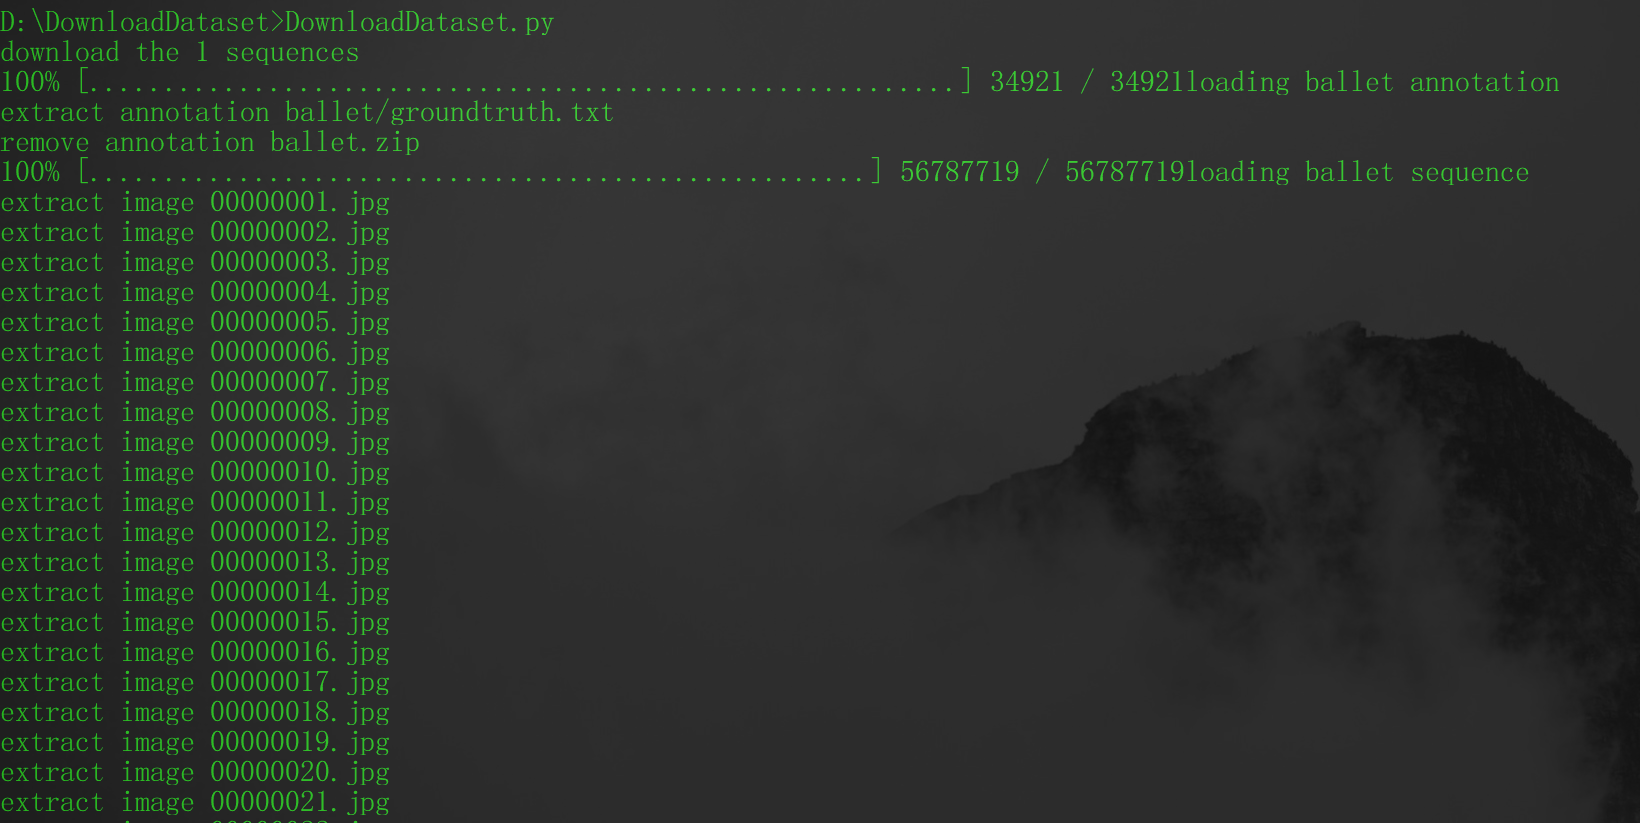 D:\DownloadDataset>DownloadDataset.py
download the 1 sequences
100% [..........................................................] 34921 / 34921loading ballet annotation
extract annotation ballet/groundtruth.txt
remove annotation ballet.zip
100% [....................................................] 56787719 / 56787719loading ballet sequence
extract image 00000001.jpg
extract image 00000002.jpg
extract image 00000003.jpg
extract image 00000004.jpg
extract image 00000005.jpg
extract image 00000006.jpg
extract image 00000007.jpg
extract image 00000008.jpg
extract image 00000009.jpg
extract image 00000010.jpg
extract image 00000011.jpg
extract image 00000012.jpg
extract image 00000013.jpg
extract image 00000014.jpg
extract image 00000015.jpg
extract image 00000016.jpg
extract image 00000017.jpg
extract image 00000018.jpg
extract image 00000019.jpg
extract image 00000020.jpg
extract image 00000021.jpg